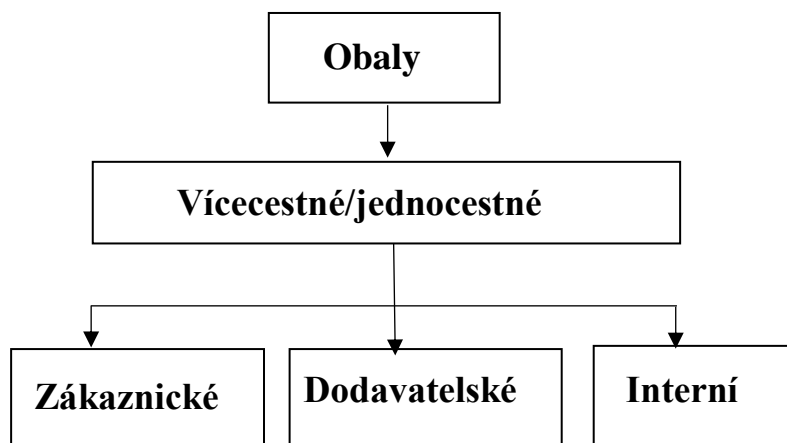 Obaly
Vícecestné/jednocestné
Zákaznické
Dodavatelské
Interní